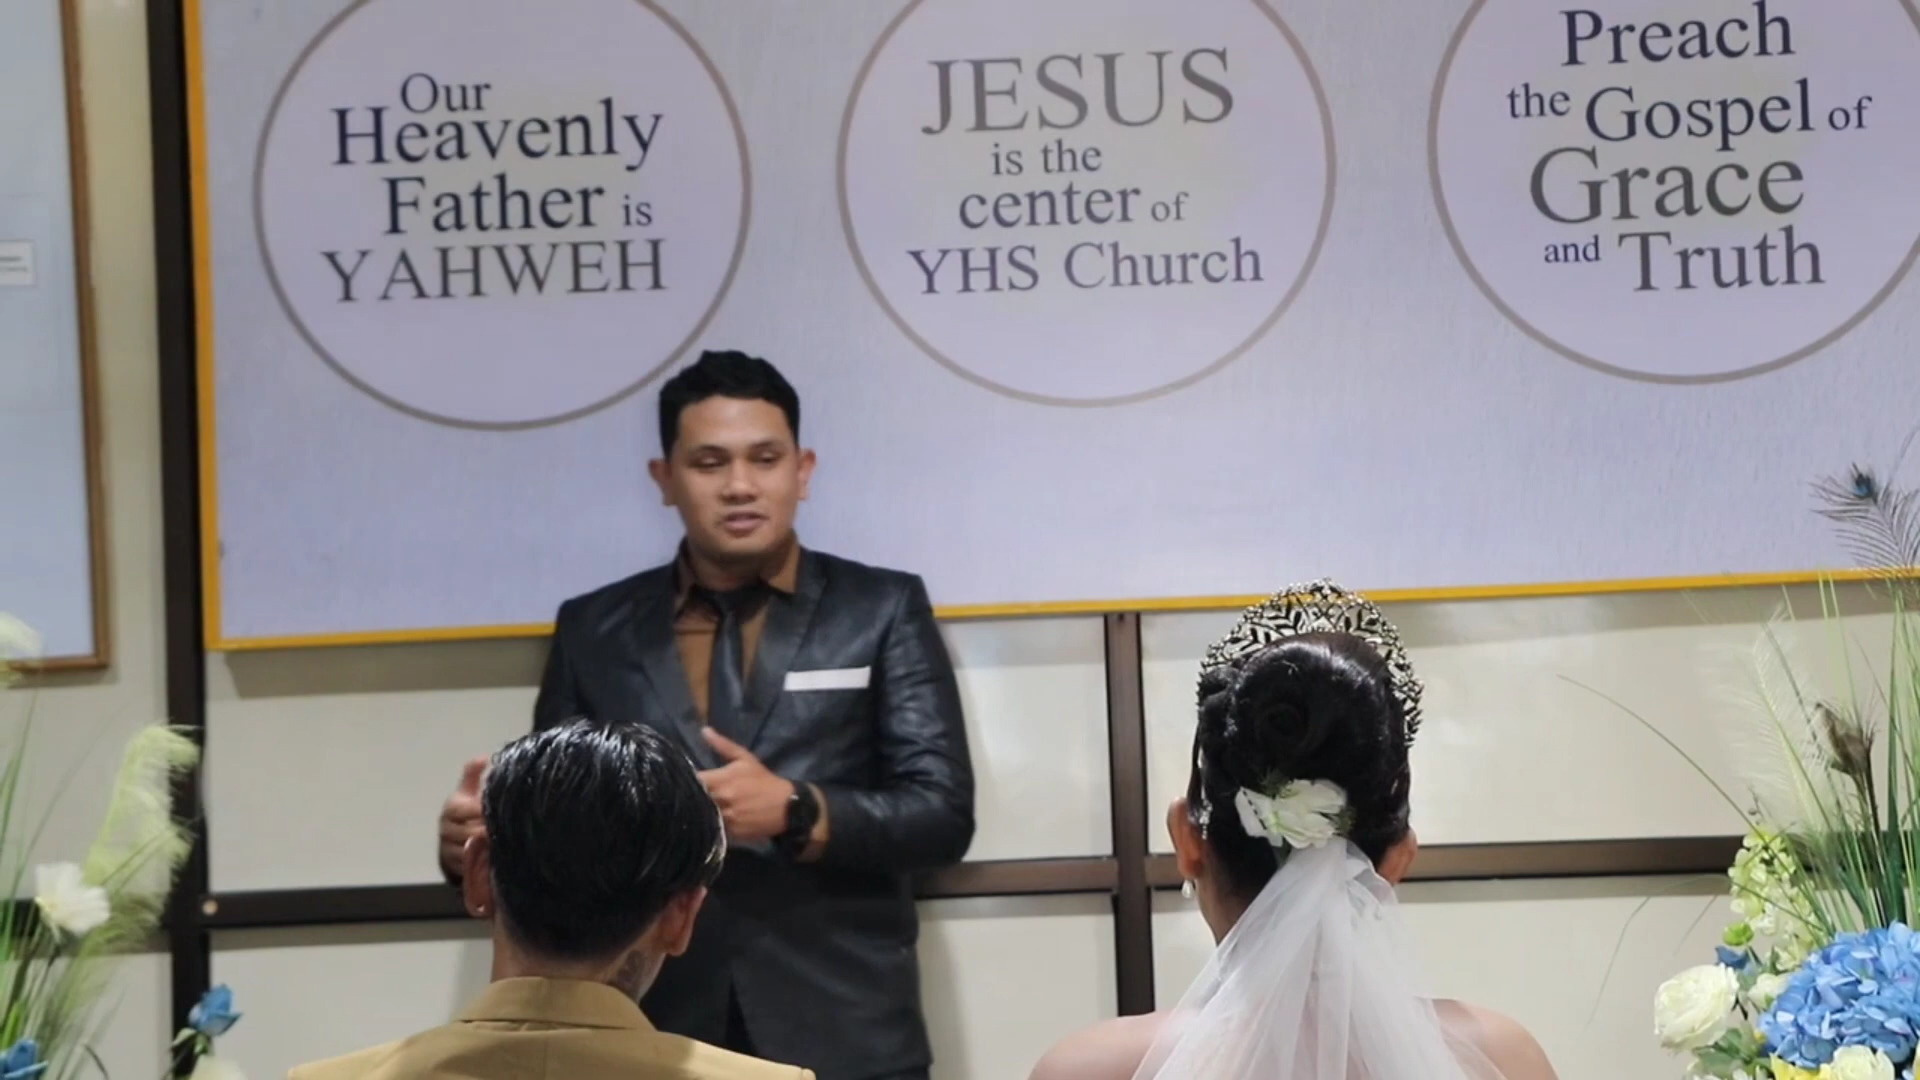 Our
Heavenly
Father is
YAHWEH
JESUS
is the
center of
YHS Church
Preach
the Gospel of
Grace
and Truth